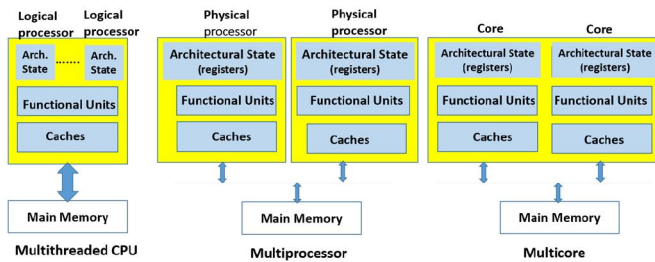 Logical
processor
Logical
processor
Arch.
State
.......
Arch.
State
Functional Units
Caches
Main Memory
Multithreaded CPU
Physical
processor
Physical
processor
Architectural State
(registers)
Architectural State
(registers)
Functional Units
Functional Units
Caches
Caches
Main Memory
Multiprocessor
Core
Core
Architectural State
(registers)
Architectural State
(registers)
Functional Units
Functional Units
Caches
Caches
Main Memory
Multicore